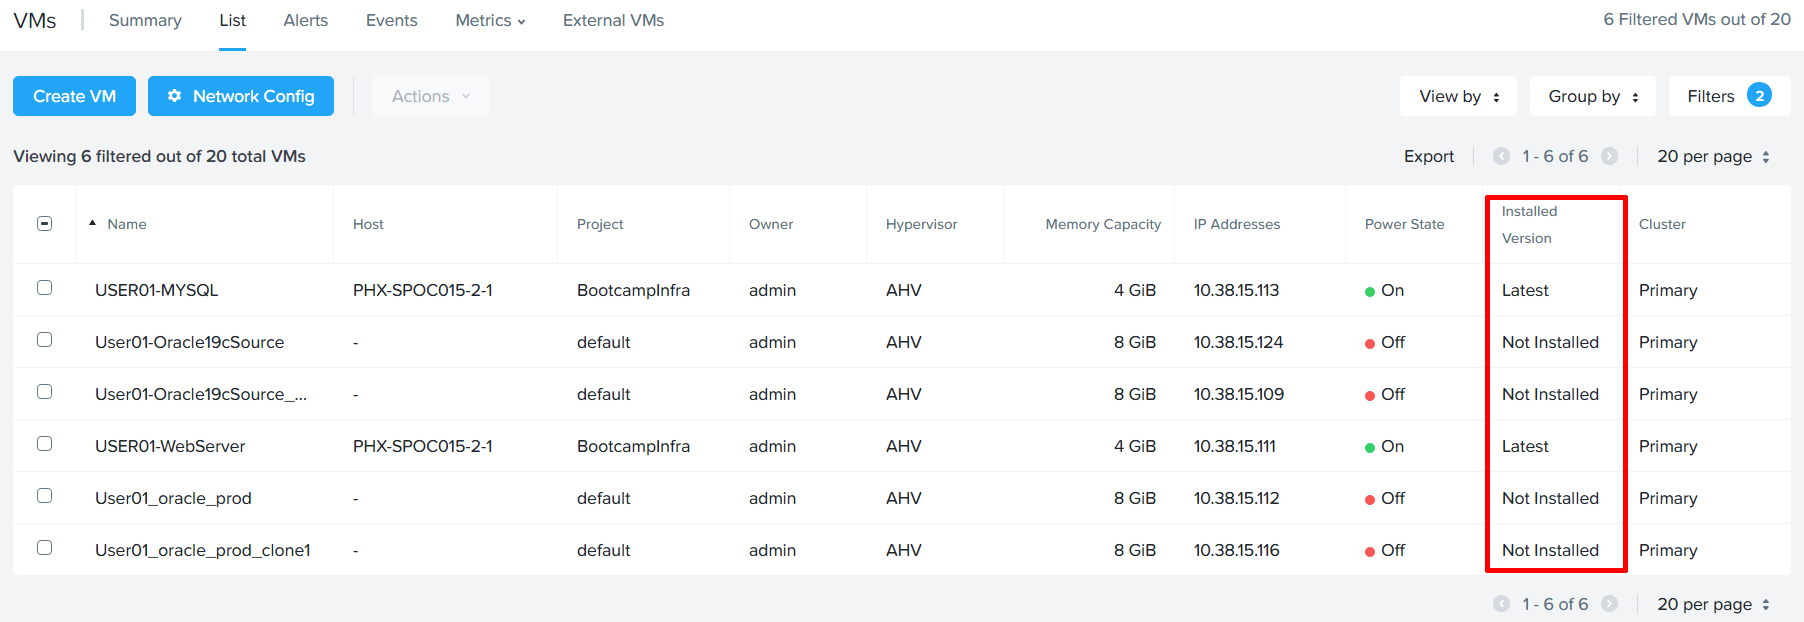 VMs Summary List Alerts Events Metrics External VMs 6 Filtered VMs out of 20
Create VM Network Config Actions View by Group by Filters 2
Viewing 6 filtered out of 20 total VMs Export 1 - 6 of 6 20 per page
Name Host Project Owner Hypervisor Memory Capacity IP Addresses Power State Installed Version Cluster
USER01-MYSQL PHX-SPOC015-2-1 BootcampInfra admin AHV 4 GiB 10.38.15.113 On Latest Primary
User01-Oracle19cSource - default admin AHV 8 GiB 10.38.15.124 Off Not Installed Primary
User01-Oracle19cSource_... - default admin AHV 8 GiB 10.38.15.109 Off Not Installed Primary
USER01-WebServer PHX-SPOC015-2-1 BootcampInfra admin AHV 4 GiB 10.38.15.111 On Latest Primary
User01_oracle_prod - default admin AHV 8 GiB 10.38.15.112 Off Not Installed Primary
User01_oracle_prod_clone1 - default admin AHV 8 GiB 10.38.15.116 Off Not Installed Primary
1 - 6 of 6 20 per page